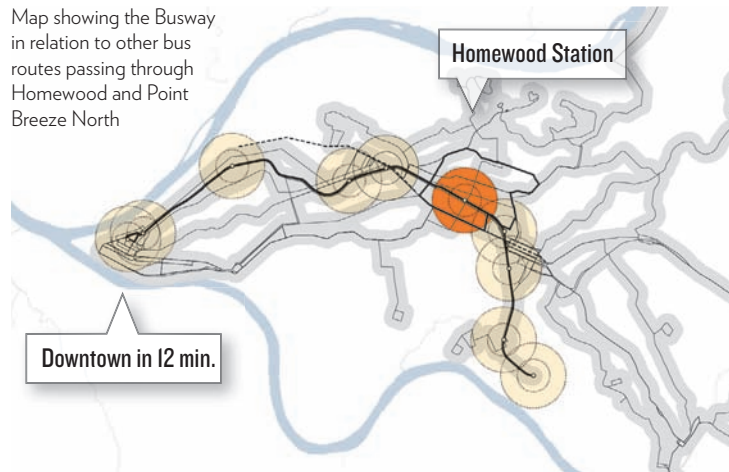 Map showing the Busway
in relation to other bus
routes passing through
Homewood and Point
Breeze North
Homewood Station
Downtown in 12 min.